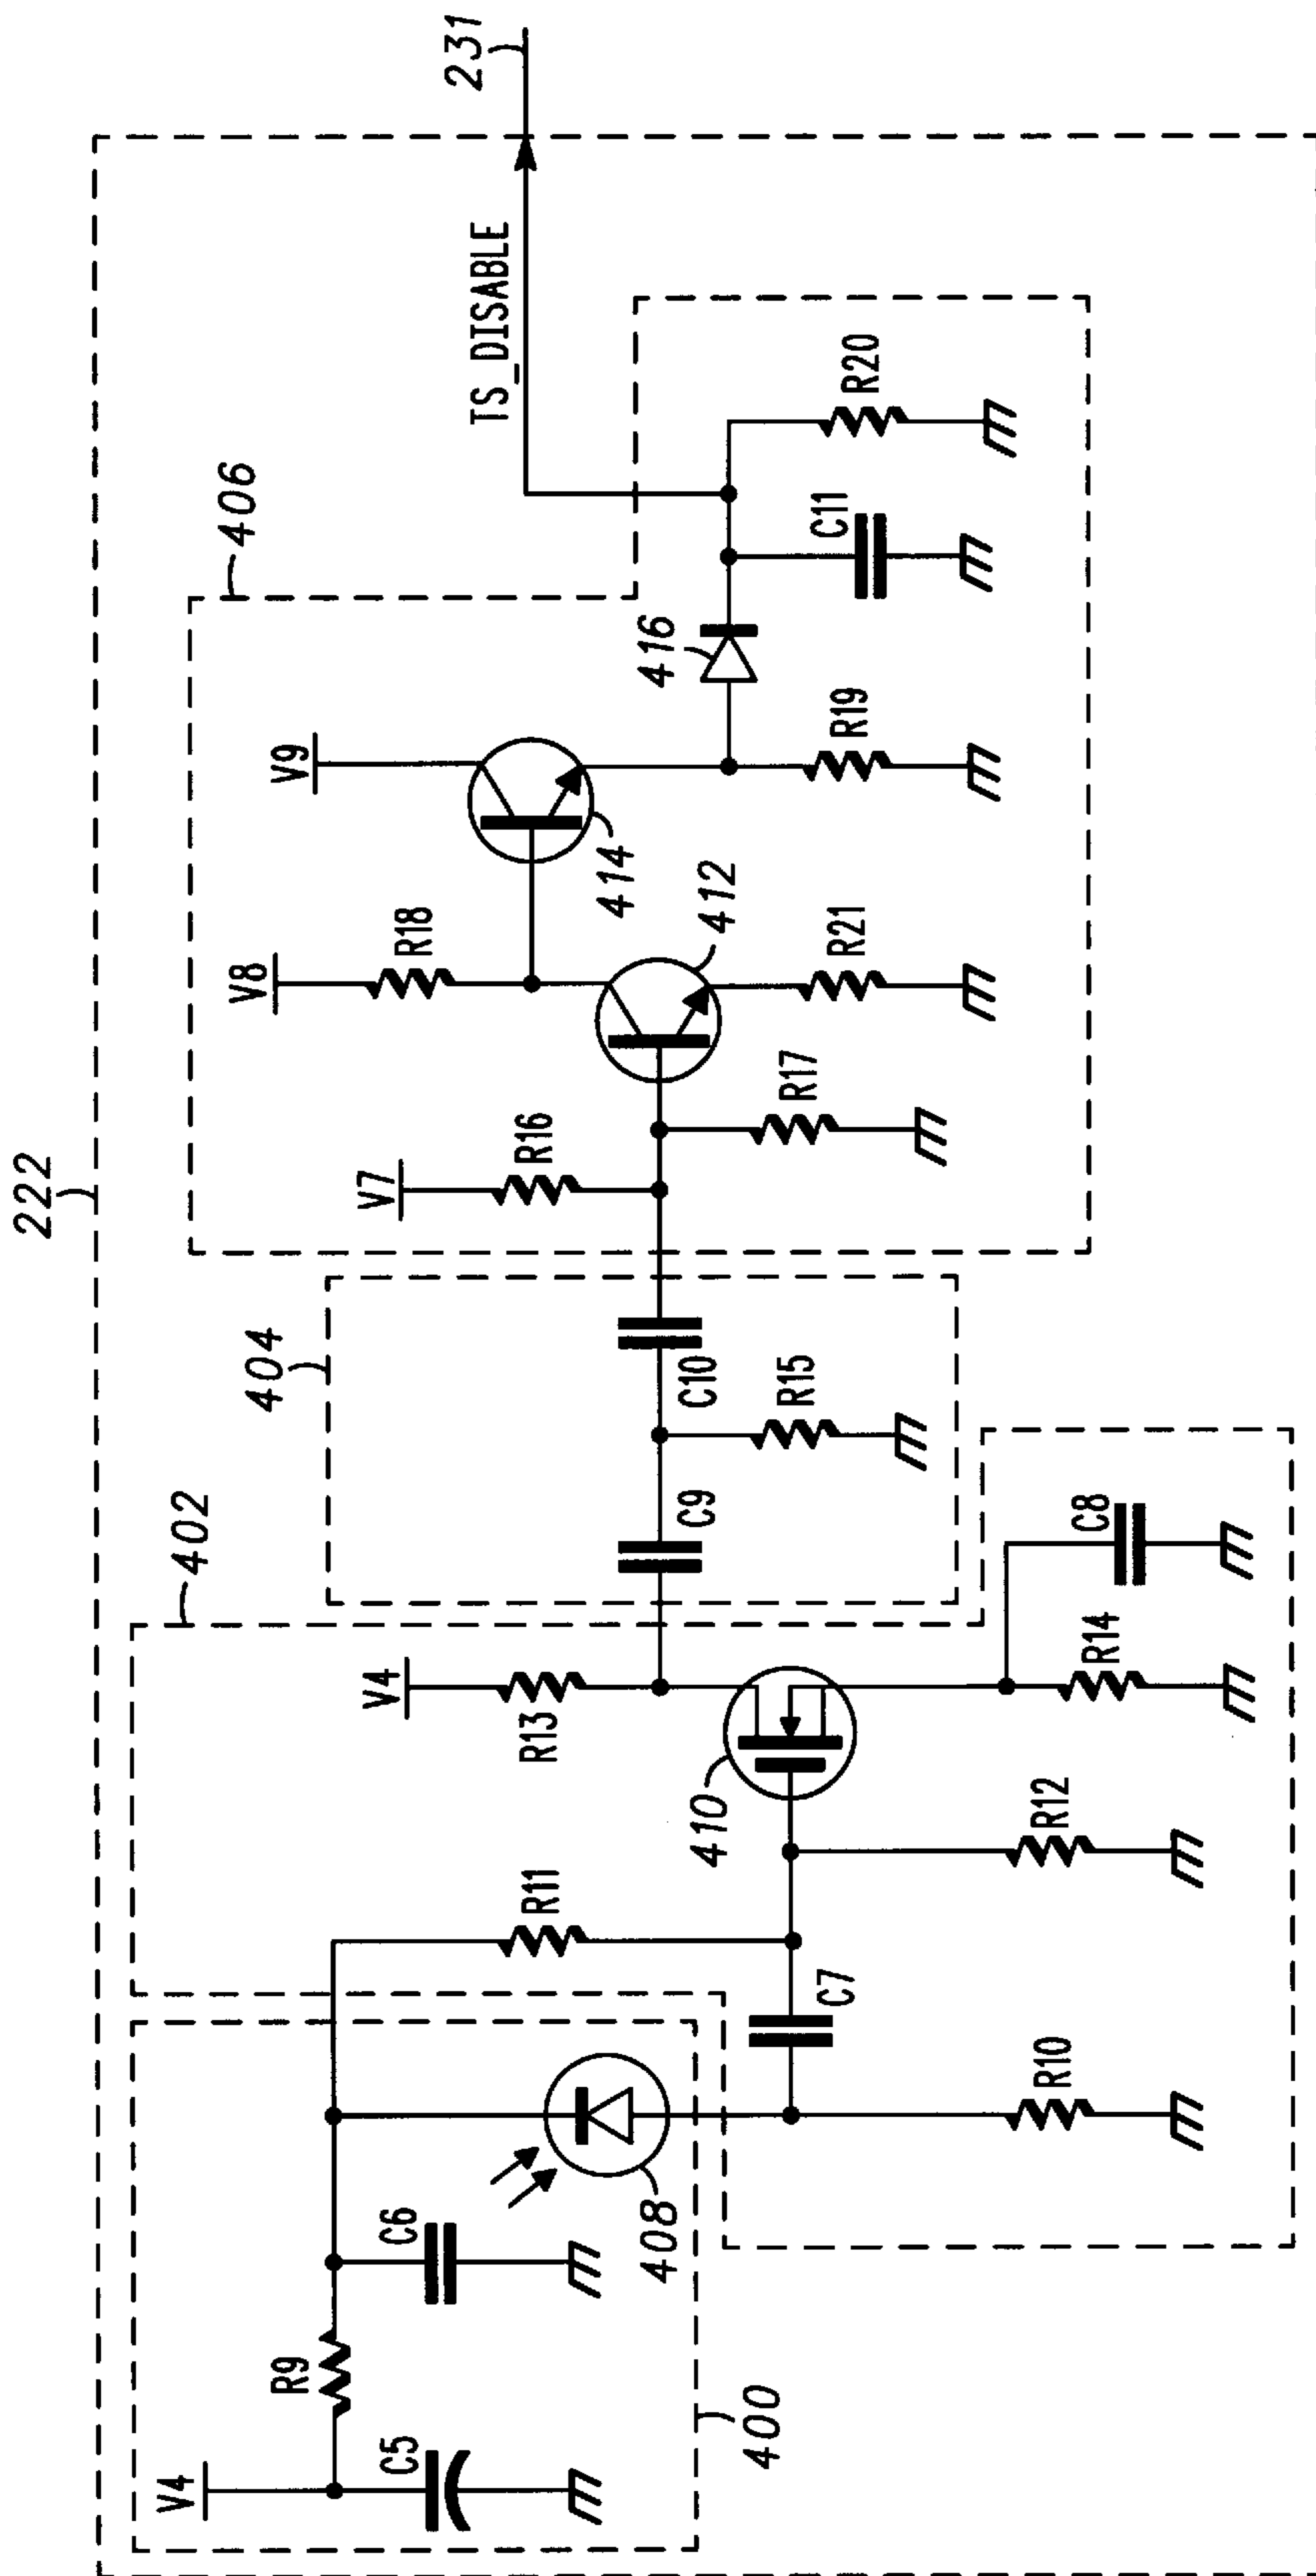 222
231
TS_DISABLE
406
V9
V8
R18
414
416
412
V7
R16
R17
R21
R19
C11
R20
404
C9
C10
R15
402
V4
R13
410
R11
C7
R12
R14
C8
R10
V4
C5
R9
C6
408
400